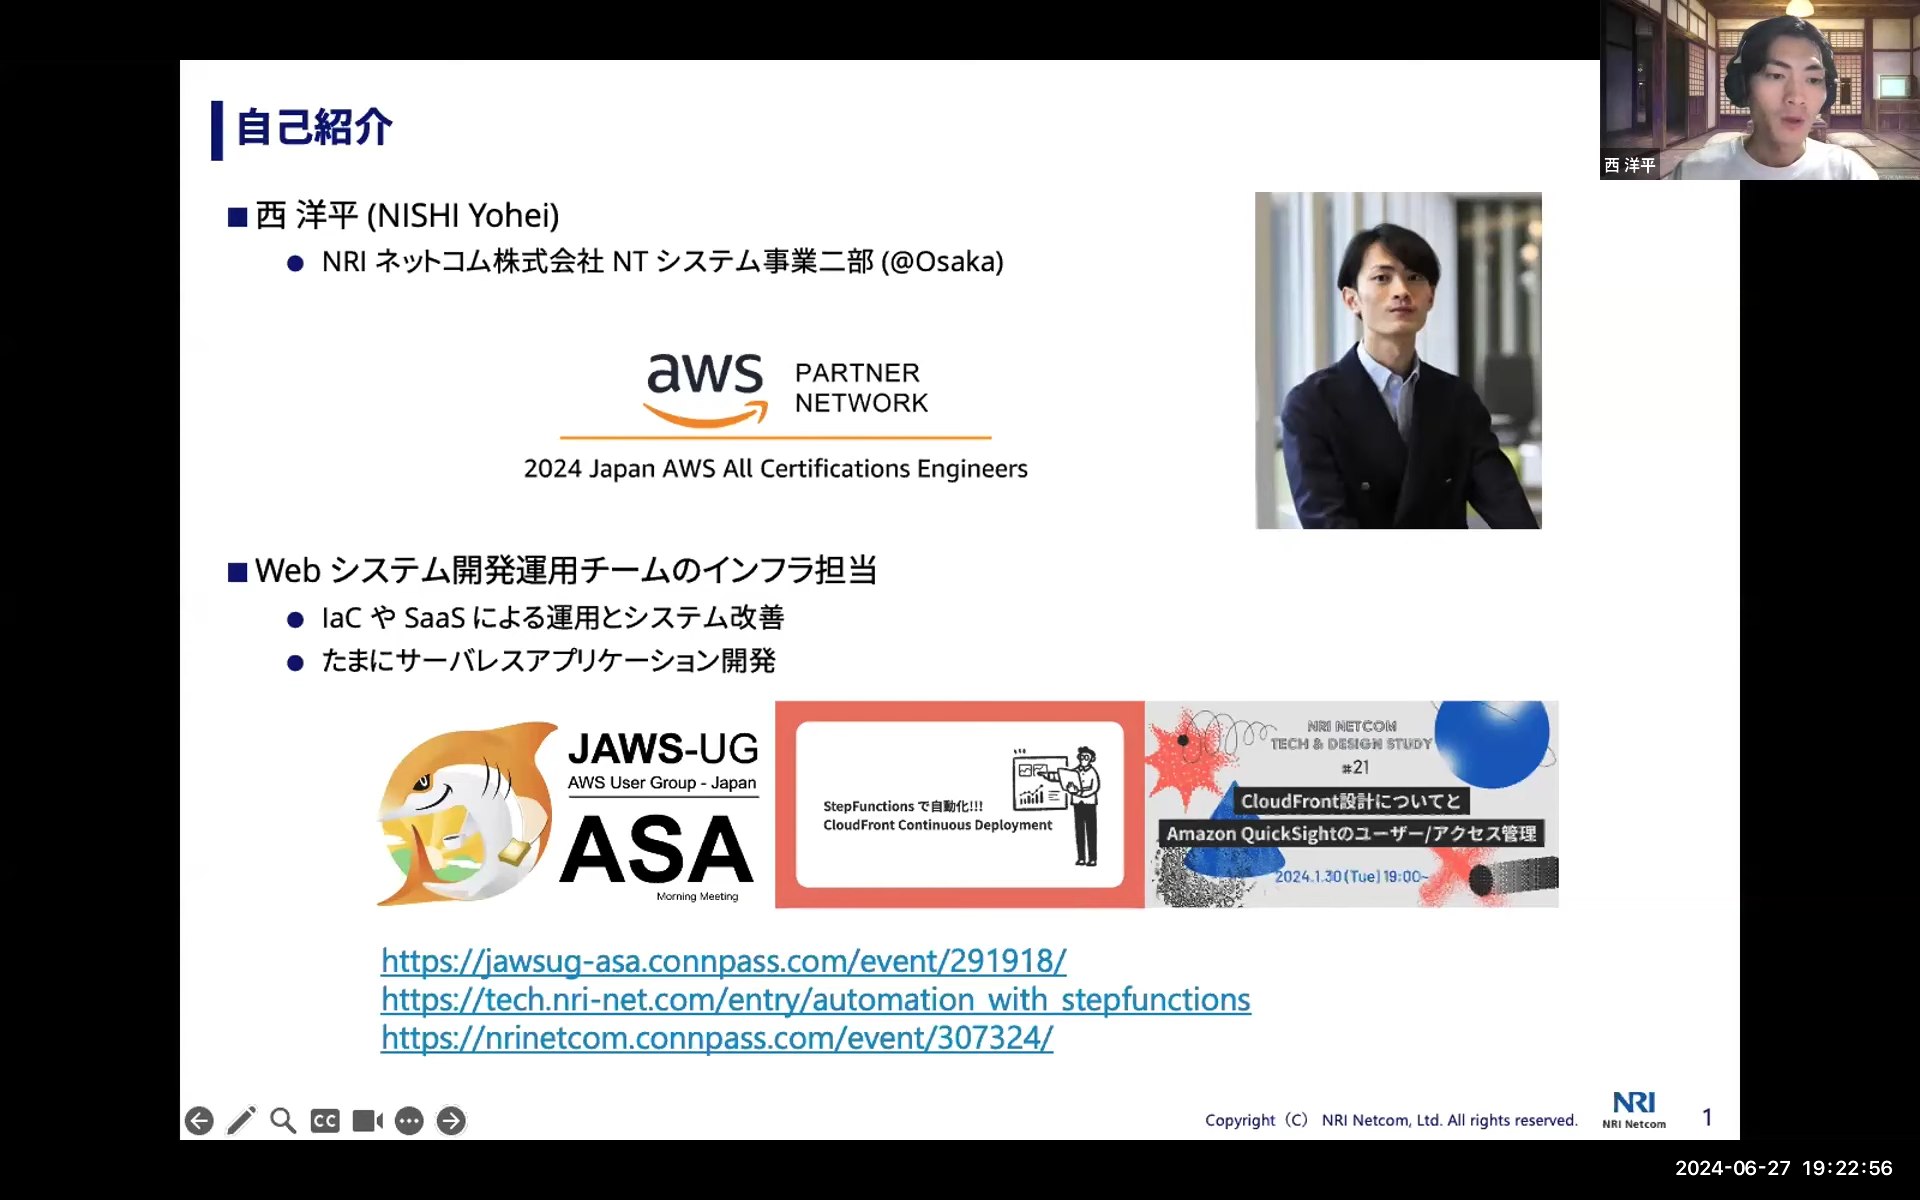 自己紹介
西 洋平
西 洋平 (NISHI Yohei)
NRI ネットコム株式会社 NT システム事業二部 (@Osaka)
aws PARTNER NETWORK
2024 Japan AWS All Certifications Engineers
Web システム開発運用チームのインフラ担当
IaC や SaaS による運用とシステム改善
たまにサーバレスアプリケーション開発
JAWS-UG
AWS User Group - Japan
ASA
Morning Meeting
StepFunctions で自動化!!!
CloudFront Continuous Deployment
NRI NETCOM
TECH & DESIGN STUDY
#21
CloudFront設計についてと
Amazon QuickSightのユーザー/アクセス管理
2024.1.30(Tue) 19:00~
https://jawsug-asa.connpass.com/event/291918/
https://tech.nri-net.com/entry/automation_with_stepfunctions
https://nrinetcom.connpass.com/event/307324/
CC
Copyright（C） NRI Netcom, Ltd. All rights reserved.
NRI
NRI Netcom
1
2024-06-27 19:22:56